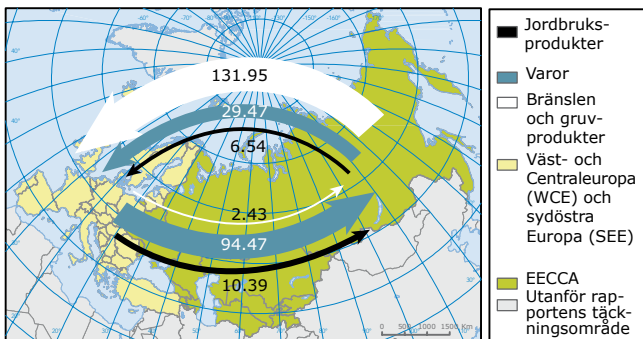 131.95
29.47
6.54
2.43
94.47
10.39
0 500 1000 1500 Km
Jordbruks-
produkter
Varor
Bränslen
och gruv-
produkter
Väst- och
Centraleuropa
(WCE) och
sydöstra
Europa (SEE)
EECCA
Utanför rap-
portens täck-
ningsområde